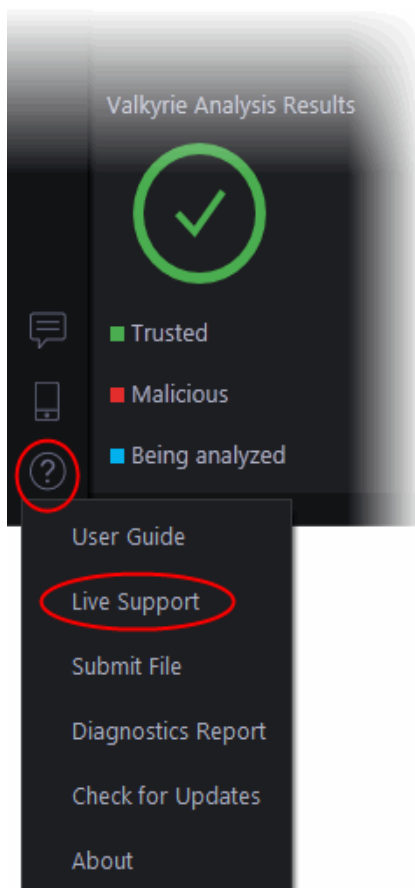 Valkyrie Analysis Results
Trusted
Malicious
Being analyzed
?
User Guide
Live Support
Submit File
Diagnostics Report
Check for Updates
About